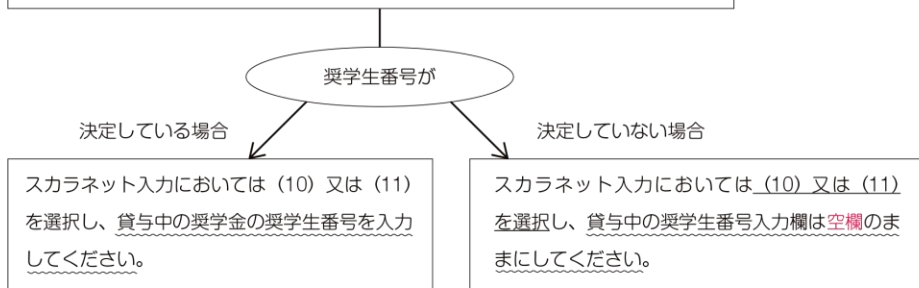 奨学生番号が
決定している場合
決定していない場合
スカラネット入力においては（10）又は（11）
を選択し、貸与中の奨学金の奨学生番号を入力
してください。
スカラネット入力においては（10）又は（11）
を選択し、貸与中の奨学生番号入力欄は空欄のま
まにしてください。